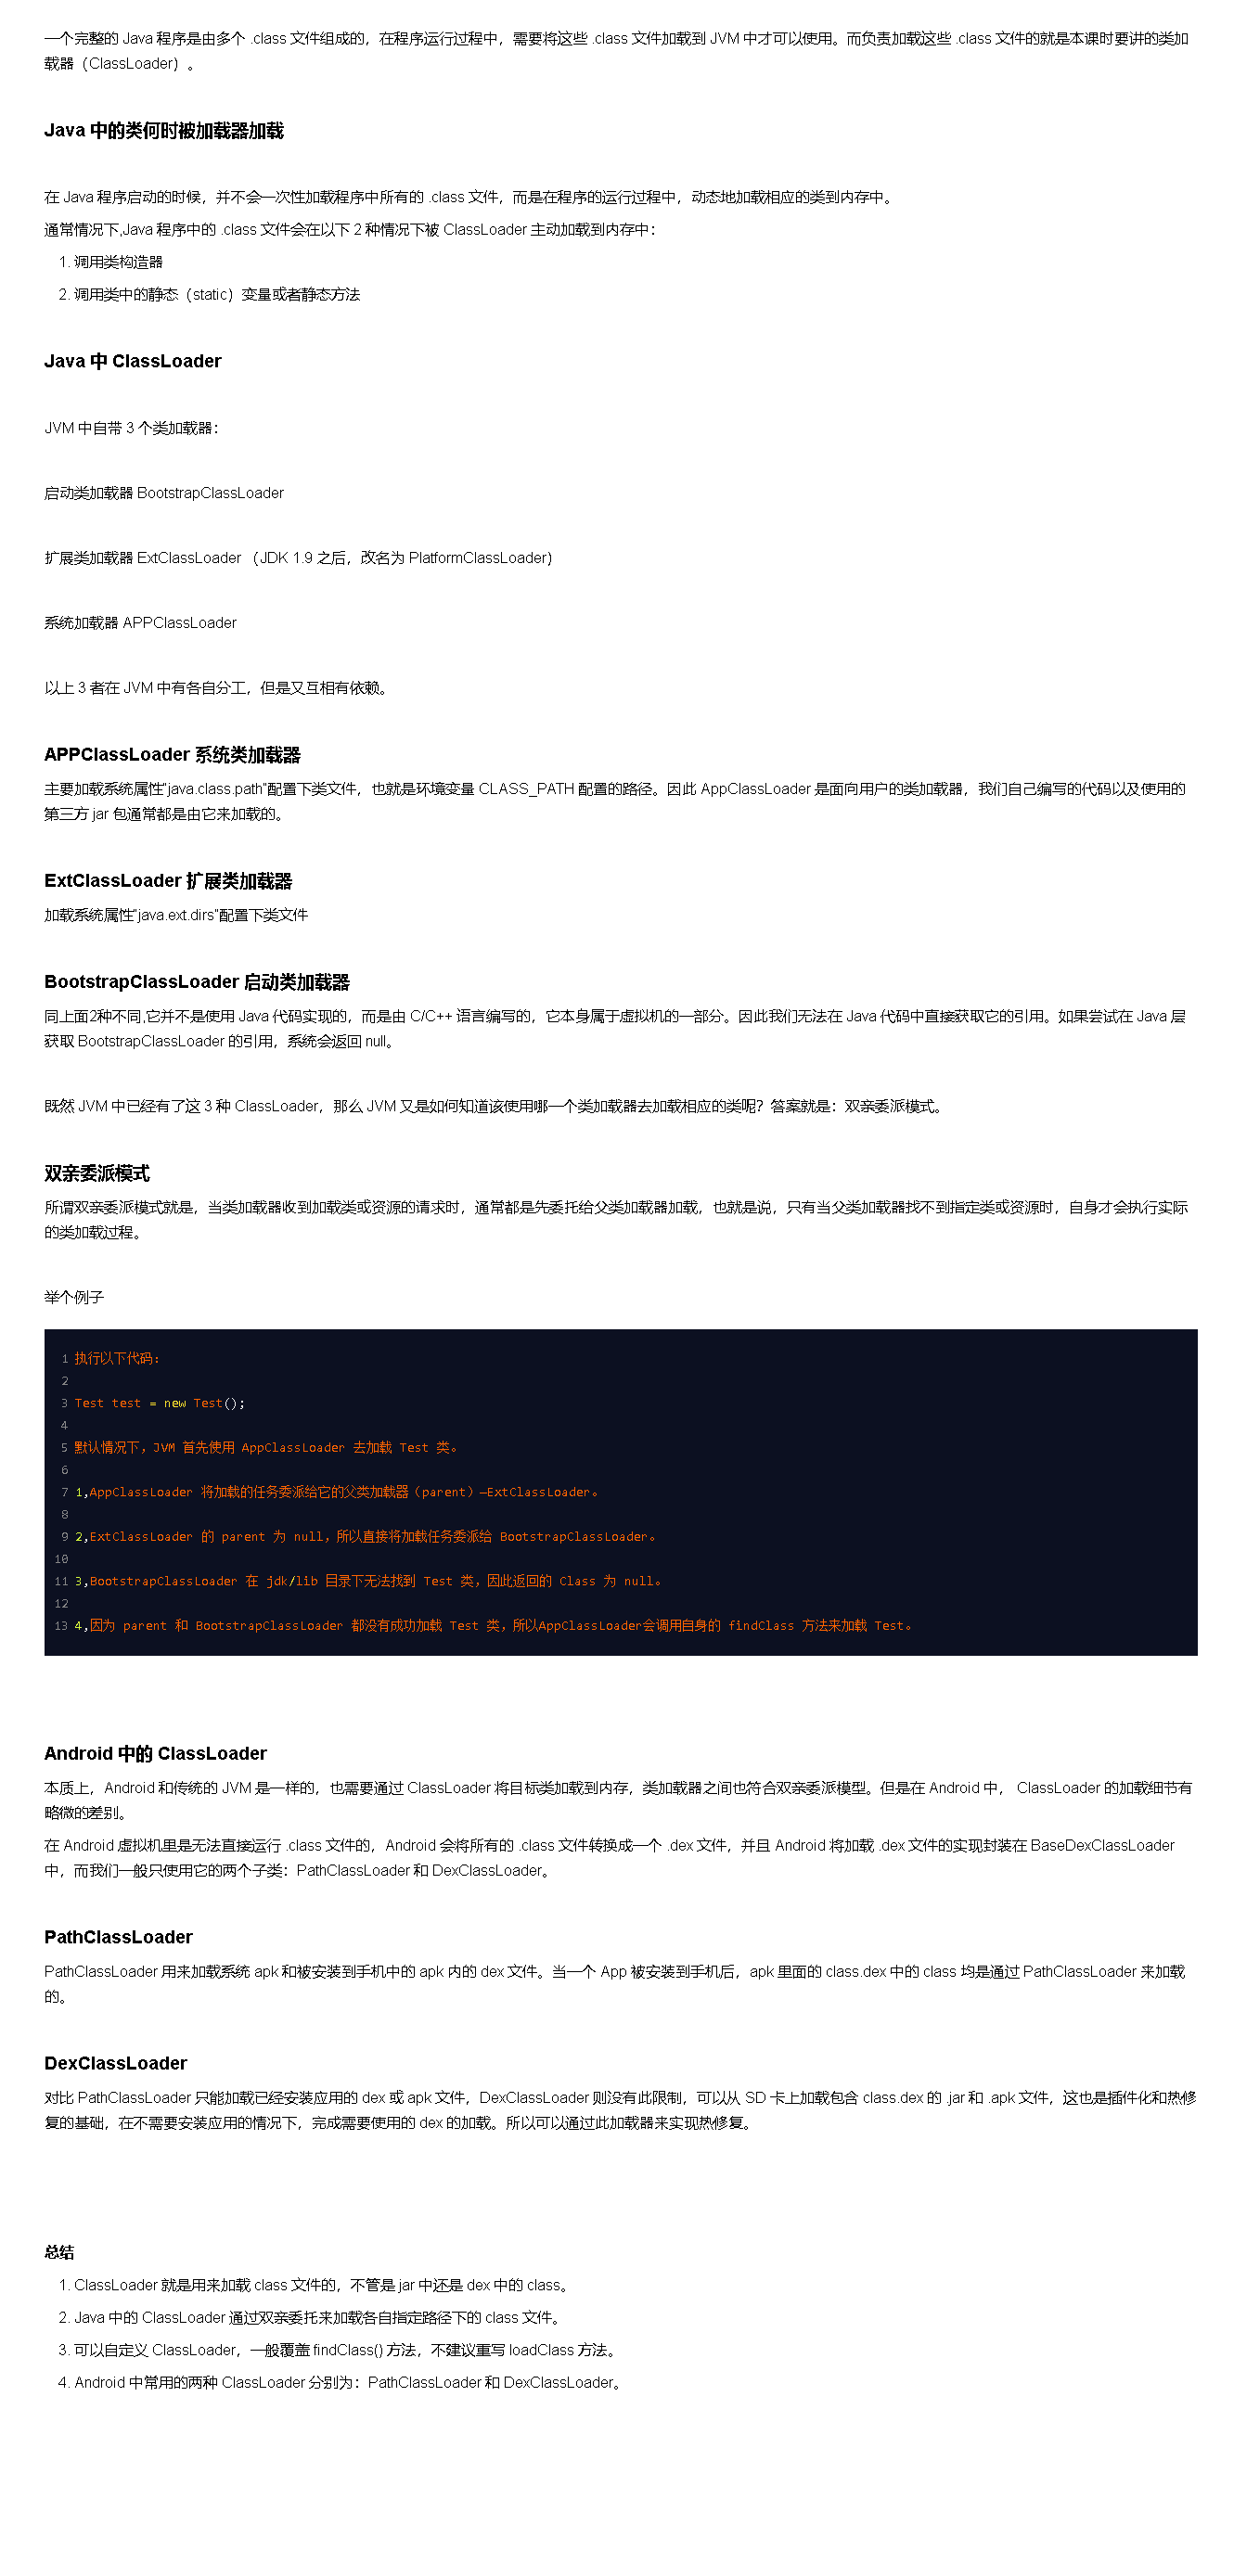 一个完整的 Java 程序是由多个 .class 文件组成的，在程序运行过程中，需要将这些 .class 文件加载到 JVM 中才可以使用。而负责加载这些 .class 文件的就是本课时要讲的类加
载器（ClassLoader）。
Java 中的类何时被加载器加载
在 Java 程序启动的时候，并不会一次性加载程序中所有的 .class 文件，而是在程序的运行过程中，动态地加载相应的类到内存中。
通常情况下,Java 程序中的 .class 文件会在以下 2 种情况下被 ClassLoader 主动加载到内存中：
1. 调用类构造器
2. 调用类中的静态（static）变量或者静态方法
Java 中 ClassLoader
JVM 中自带 3 个类加载器：
启动类加载器 BootstrapClassLoader
扩展类加载器 ExtClassLoader （JDK 1.9 之后，改名为 PlatformClassLoader）
系统加载器 APPClassLoader
以上 3 者在 JVM 中有各自分工，但是又互相有依赖。
APPClassLoader 系统类加载器
主要加载系统属性"java.class.path"配置下类文件，也就是环境变量 CLASS_PATH 配置的路径。因此 AppClassLoader 是面向用户的类加载器，我们自己编写的代码以及使用的
第三方 jar 包通常都是由它来加载的。
ExtClassLoader 扩展类加载器
加载系统属性"java.ext.dirs"配置下类文件
BootstrapClassLoader 启动类加载器
同上面2种不同,它并不是使用 Java 代码实现的，而是由 C/C++ 语言编写的，它本身属于虚拟机的一部分。因此我们无法在 Java 代码中直接获取它的引用。如果尝试在 Java 层
获取 BootstrapClassLoader 的引用，系统会返回 null。
既然 JVM 中已经有了这 3 种 ClassLoader，那么 JVM 又是如何知道该使用哪一个类加载器去加载相应的类呢？答案就是：双亲委派模式。
双亲委派模式
所谓双亲委派模式就是，当类加载器收到加载类或资源的请求时，通常都是先委托给父类加载器加载，也就是说，只有当父类加载器找不到指定类或资源时，自身才会执行实际
的类加载过程。
举个例子
1 执行以下代码：
2
3 Test test = new Test();
4
5 默认情况下，JVM 首先使用 AppClassLoader 去加载 Test 类。
6
7 1,AppClassLoader 将加载的任务委派给它的父类加载器（parent）—ExtClassLoader。
8
9 2,ExtClassLoader 的 parent 为 null，所以直接将加载任务委派给 BootstrapClassLoader。
10
11 3,BootstrapClassLoader 在 jdk/lib 目录下无法找到 Test 类，因此返回的 Class 为 null。
12
13 4,因为 parent 和 BootstrapClassLoader 都没有成功加载 Test 类，所以AppClassLoader会调用自身的 findClass 方法来加载 Test。
Android 中的 ClassLoader
本质上，Android 和传统的 JVM 是一样的，也需要通过 ClassLoader 将目标类加载到内存，类加载器之间也符合双亲委派模型。但是在 Android 中， ClassLoader 的加载细节有
略微的差别。
在 Android 虚拟机里是无法直接运行 .class 文件的，Android 会将所有的 .class 文件转换成一个 .dex 文件，并且 Android 将加载 .dex 文件的实现封装在 BaseDexClassLoader
中，而我们一般只使用它的两个子类：PathClassLoader 和 DexClassLoader。
PathClassLoader
PathClassLoader 用来加载系统 apk 和被安装到手机中的 apk 内的 dex 文件。当一个 App 被安装到手机后，apk 里面的 class.dex 中的 class 均是通过 PathClassLoader 来加载
的。
DexClassLoader
对比 PathClassLoader 只能加载已经安装应用的 dex 或 apk 文件，DexClassLoader 则没有此限制，可以从 SD 卡上加载包含 class.dex 的 .jar 和 .apk 文件，这也是插件化和热修
复的基础，在不需要安装应用的情况下，完成需要使用的 dex 的加载。所以可以通过此加载器来实现热修复。
总结
1. ClassLoader 就是用来加载 class 文件的，不管是 jar 中还是 dex 中的 class。
2. Java 中的 ClassLoader 通过双亲委托来加载各自指定路径下的 class 文件。
3. 可以自定义 ClassLoader，一般覆盖 findClass() 方法，不建议重写 loadClass 方法。
4. Android 中常用的两种 ClassLoader 分别为：PathClassLoader 和 DexClassLoader。